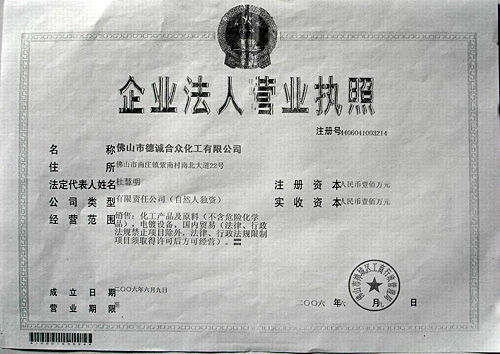 企业法人营业执照
注册号4406041003214
名 称 佛山市德诚合众化工有限公司
住 所 佛山市南庄镇紫南村南北大道22号
法定代表人姓名 杜慧明
注册资本 人民币壹佰万元
公司类型 有限责任公司（自然人独资）
实收资本 人民币壹佰万元
经营范围 销售：化工产品及原料（不含危险化学
品），电镀设备，国内贸易（法律、行政
法规禁止项目除外，法律、行政法规限制
项目须取得许可后方可经营）。
成立日期 二〇〇六年六月九日
营业期限
二〇〇六 年 六 月 九 日